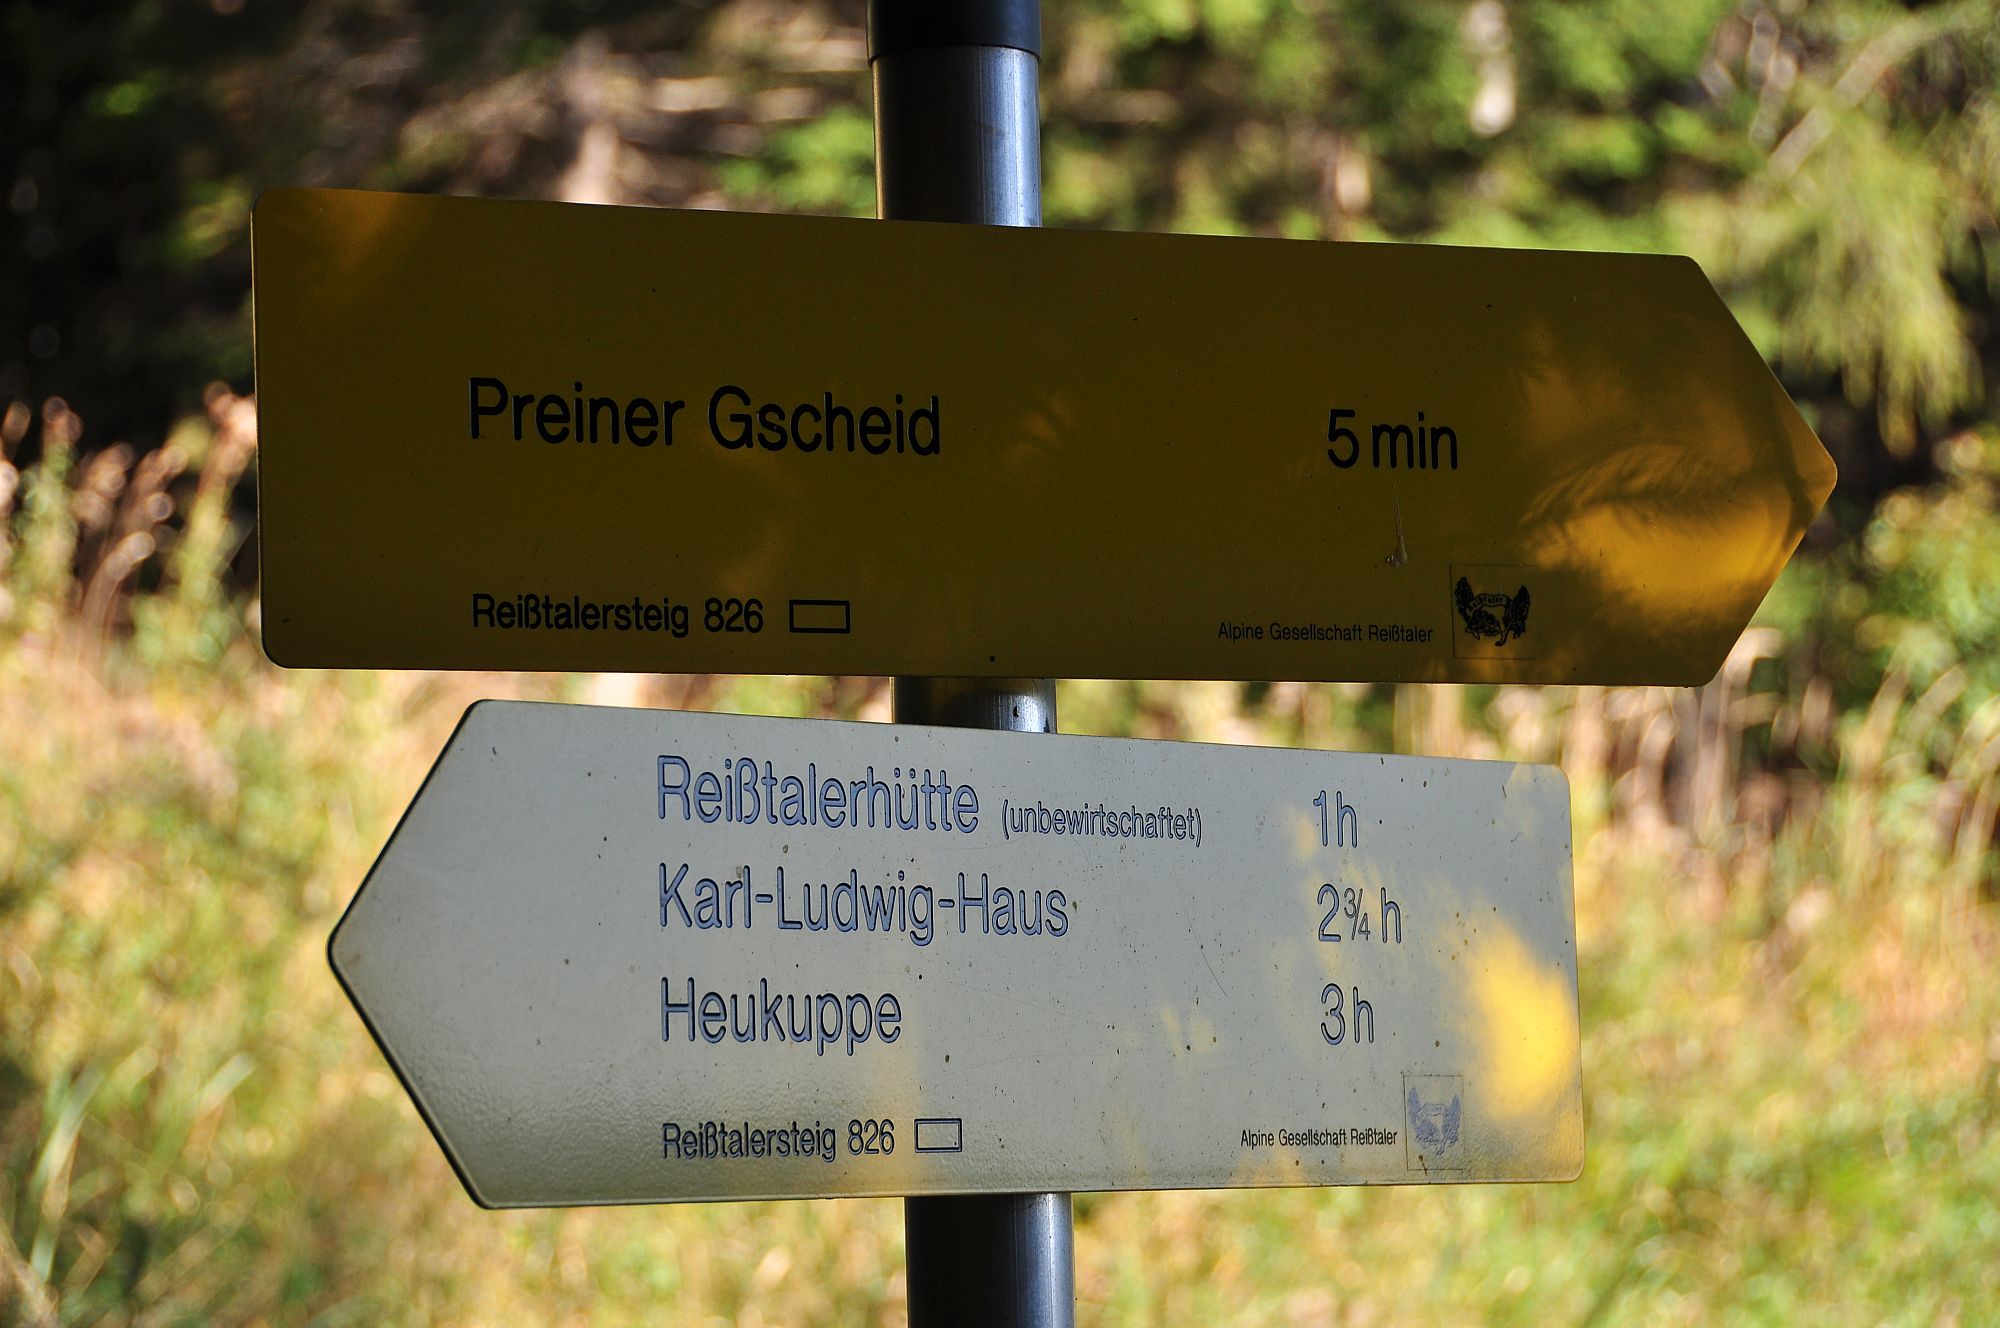 Preiner Gscheid 5 min
Reißtalersteig 826
Alpine Gesellschaft Reißtaler
Reißtaler
Reißtalerhütte (unbewirtschaftet) 1h
Karl-Ludwig-Haus 2¾ h
Heukuppe 3h
Reißtalersteig 826
Alpine Gesellschaft Reißtaler